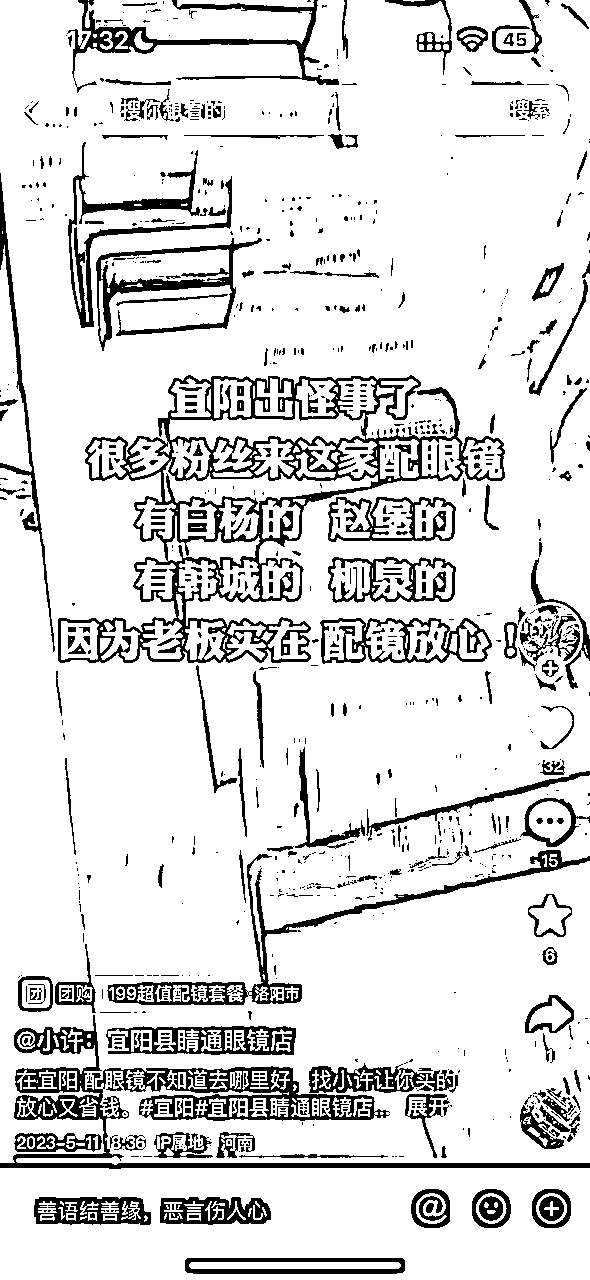 17:32
45
搜你想看的
搜索
宜阳出怪事了
很多粉丝来这家配眼镜
有白杨的 赵堡的
有韩城的 柳泉的
因为老板实在 配镜放心！
32
15
6
团 团购 199超值配镜套餐·洛阳市
@小许：宜阳县睛通眼镜店
在宜阳配眼镜不知道去哪里好，找小许让你买的
放心又省钱。#宜阳#宜阳县睛通眼镜店... 展开
2023-5-11 18:36 IP属地：河南
善语结善缘，恶言伤人心